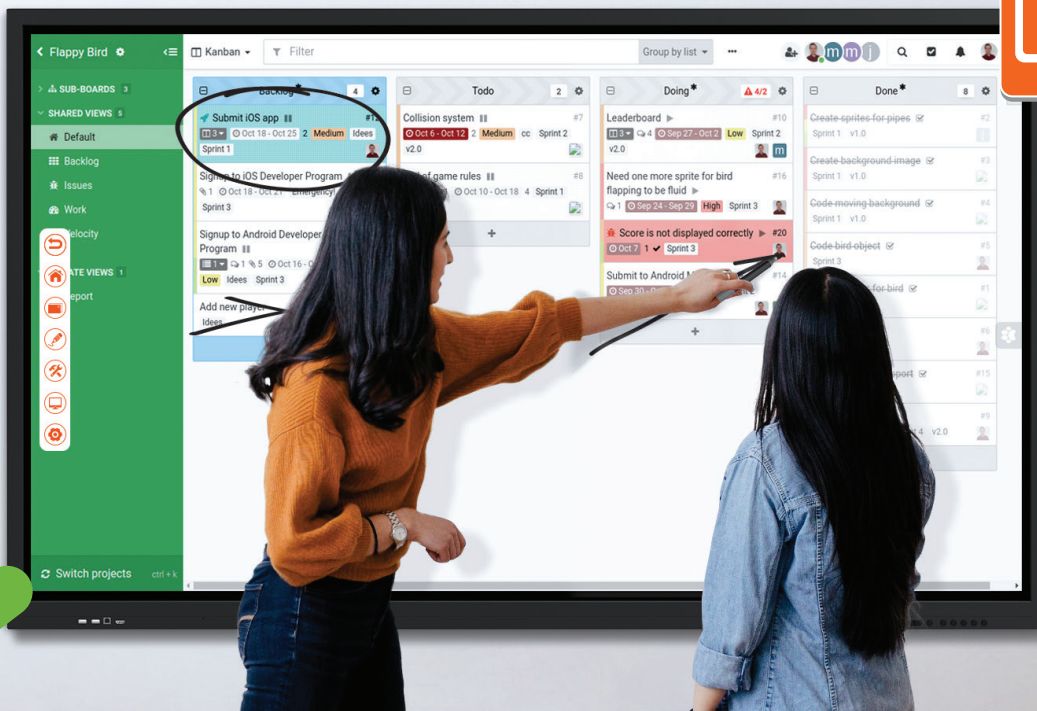 Flappy Bird
Kanban
Filter
Group by list
m m j
SUB-BOARDS 3
SHARED VIEWS 5
Default
Backlog
Issues
Work
VIEWS 1
Switch projects ctrl + k
Backlog* 4
Submit iOS app #12
3 Oct 18 - Oct 25 2 Medium Idees
Sprint 1
Signup to iOS Developer Program
1 Oct 18 - Oct 21 Emergency
Sprint 3
Signup to Android Developer
Program
1 1 5 Oct 16 -
Low Idees Sprint 3
Add new player
Idees
Todo 2
Collision system #7
Oct 6 - Oct 12 2 Medium cc Sprint 2
v2.0
of game rules #8
Oct 10 - Oct 18 4 Sprint 1
+
Doing* 4/2
Leaderboard #10
3 4 Sep 27 - Oct 2 Low Sprint 2
v2.0 m
Need one more sprite for bird #16
flapping to be fluid
1 Sep 24 - Sep 29 High Sprint 3
Score is not displayed correctly #20
Oct 7 1 Sprint 3
Submit to Android #14
Sep 30 -
+
Done* 8
Create sprites for pipes #2
Sprint 1 v1.0
Create background image #3
Sprint 1 v1.0
Code moving background #4
Sprint 1 v1.0
Code bird object #5
Sprint 3
for bird #1
#6
#15
#9
4 v2.0